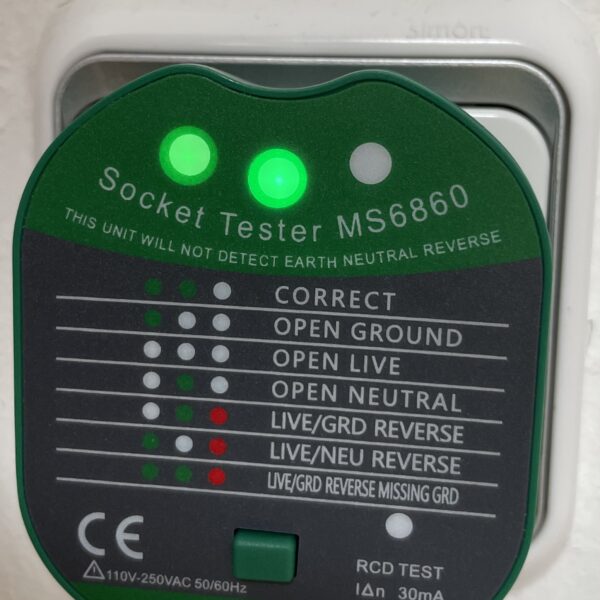 simon
Socket Tester MS6860
THIS UNIT WILL NOT DETECT EARTH NEUTRAL REVERSE
CORRECT
OPEN GROUND
OPEN LIVE
OPEN NEUTRAL
LIVE/GRD REVERSE
LIVE/NEU REVERSE
LIVE/GRD REVERSE MISSING GRD
CE
110V-250VAC 50/60Hz
RCD TEST
I∆n 30mA